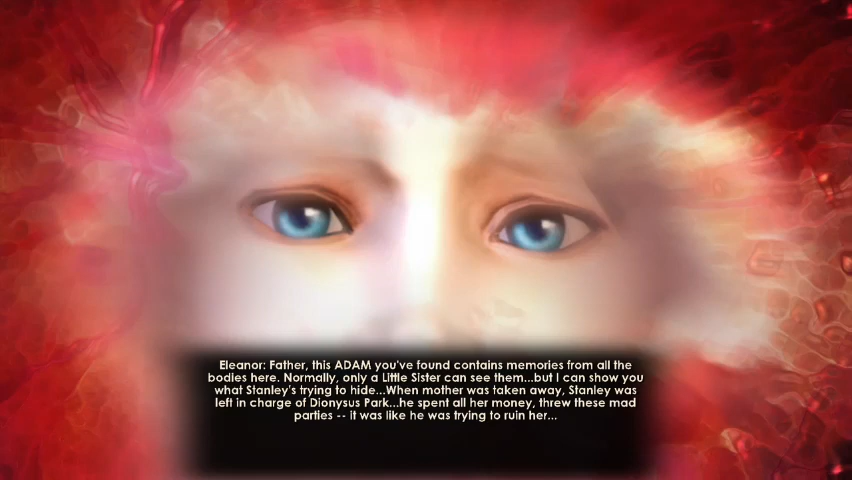 Eleanor: Father, this ADAM you've found contains memories from all the
bodies here. Normally, only a Little Sister can see them...but I can show you
what Stanley's trying to hide...When mother was taken away, Stanley was
left in charge of Dionysus Park...he spent all her money, threw these mad
parties -- it was like he was trying to ruin her...